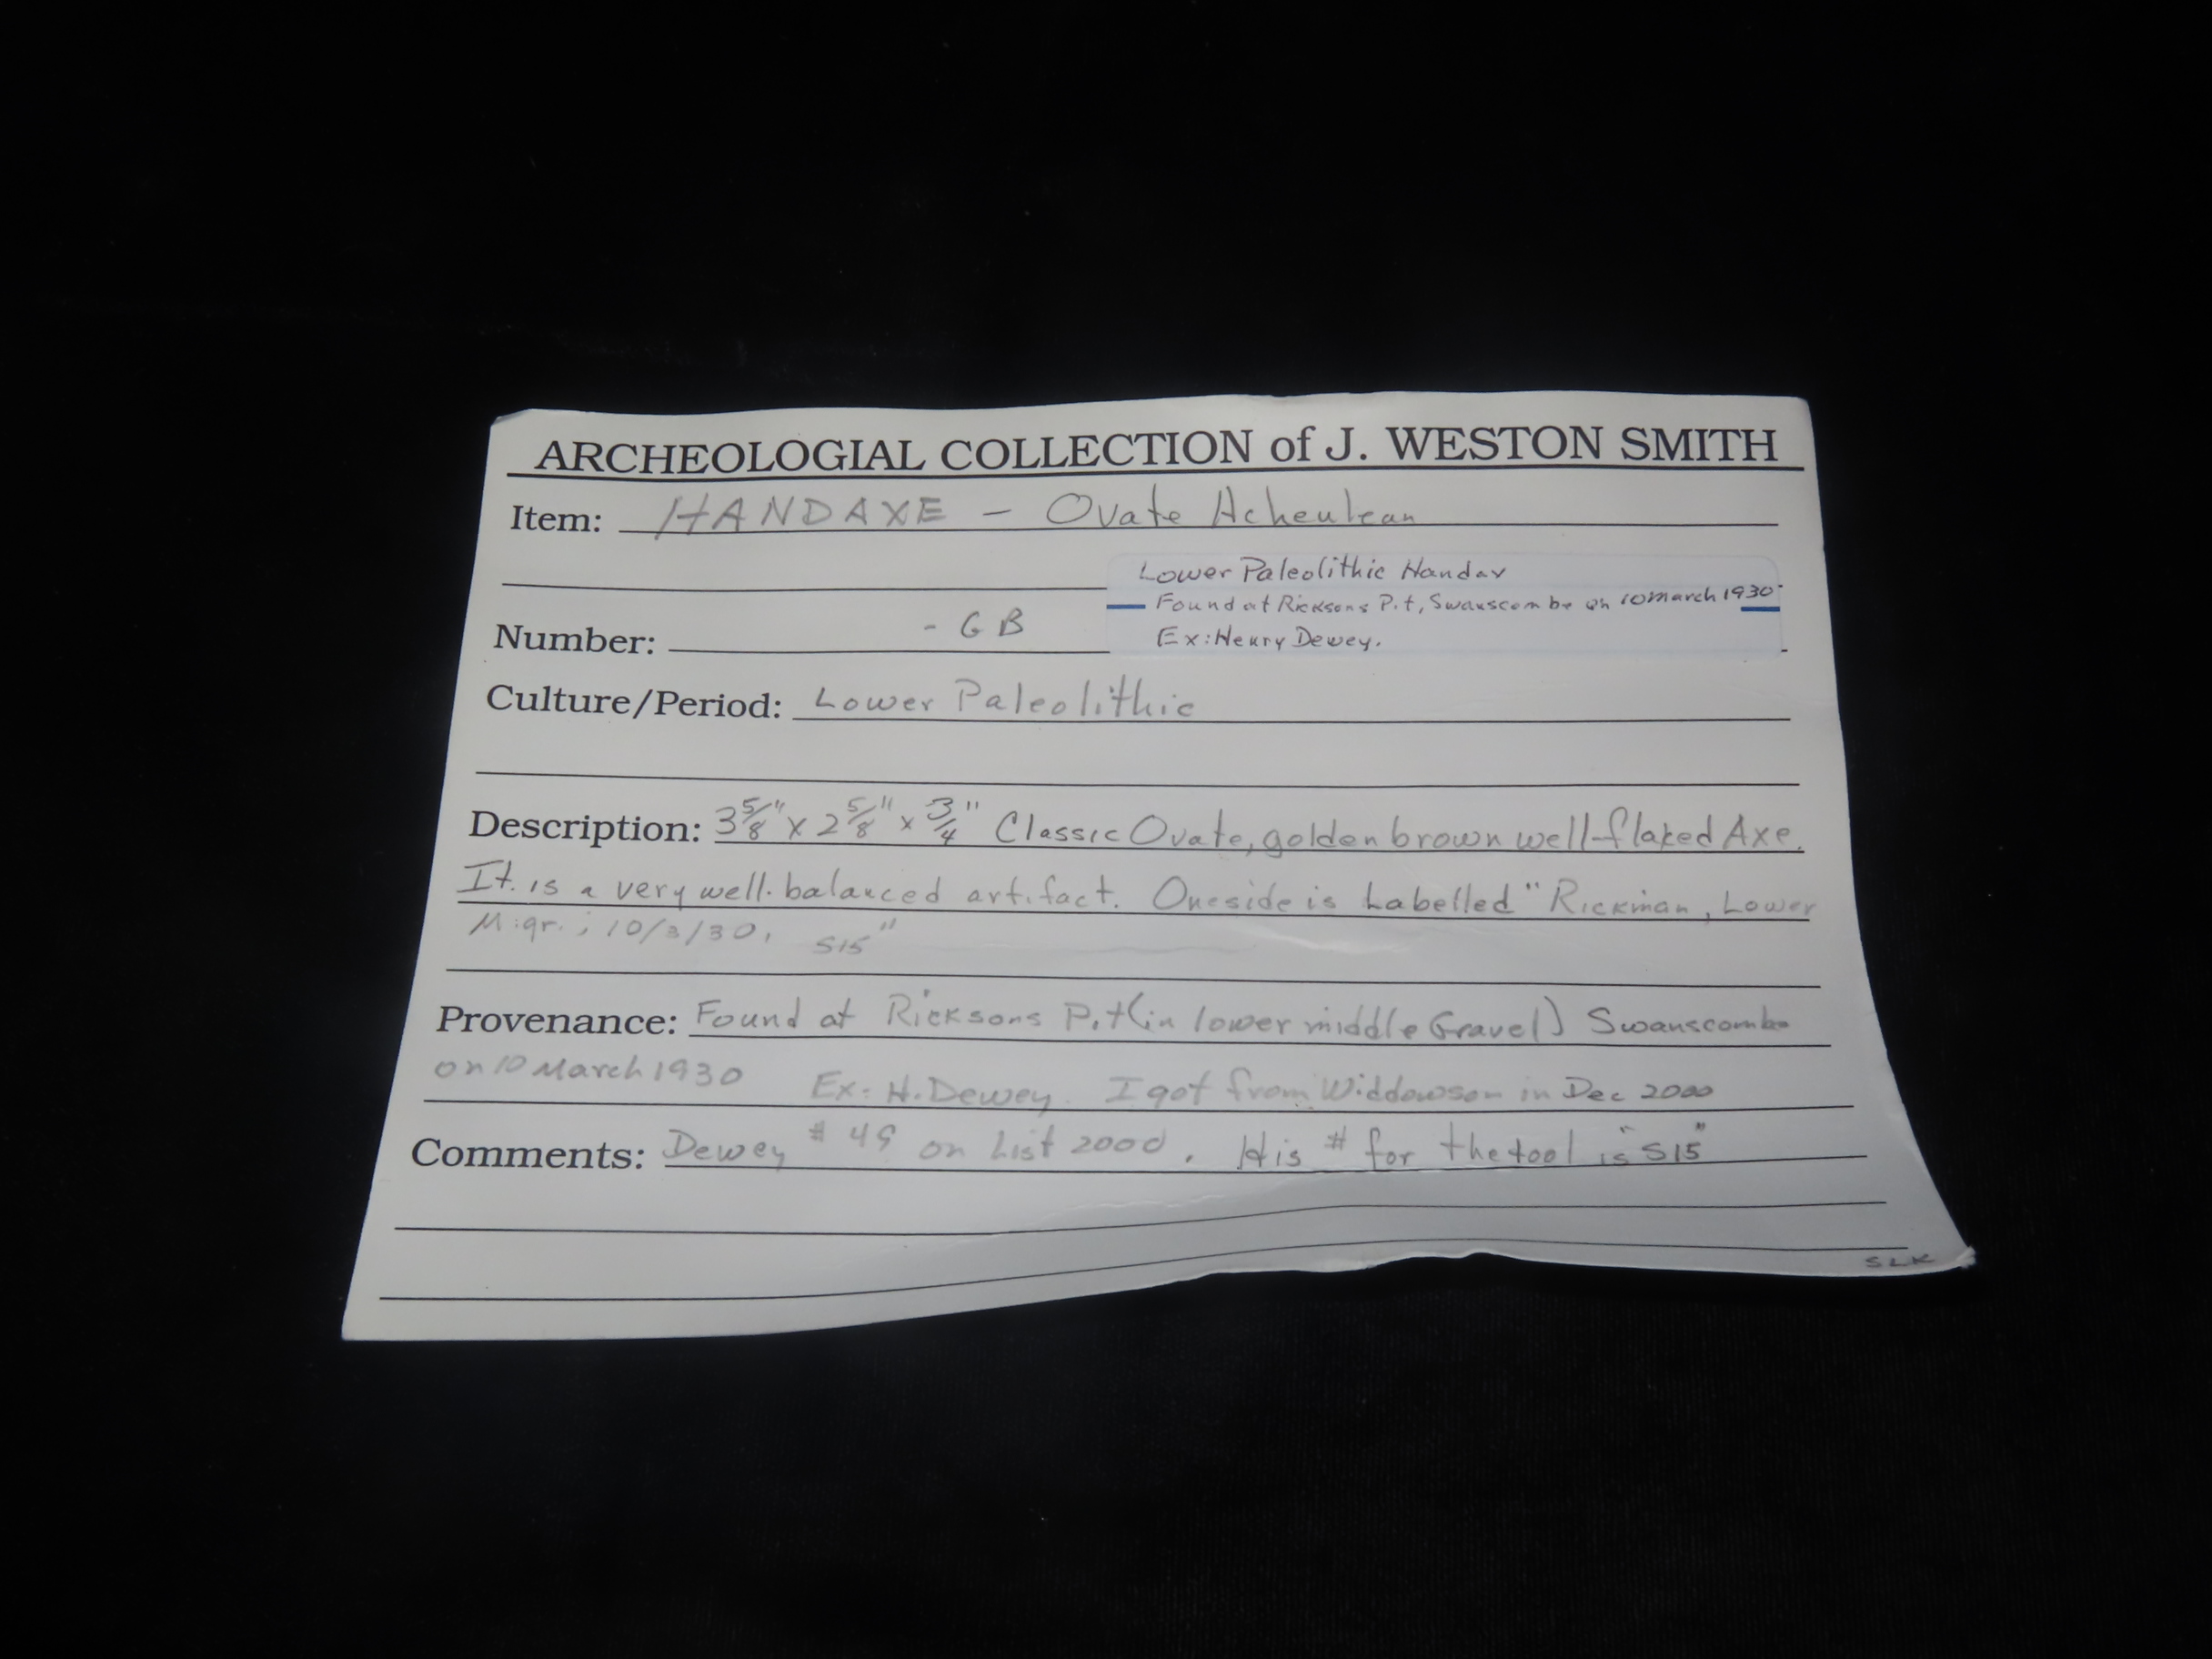 ARCHEOLOGIAL COLLECTION of J. WESTON SMITH
Item: HANDAXE - Ovate Acheulean
Lower Paleolithic Handax
Found at Ricksons Pit, Swanscombe on 10 March 1930
Ex: Henry Dewey.
Number: - GB
Culture/Period: Lower Paleolithic
Description: 3 5/8" x 2 5/8" x 3/4" Classic Ovate, golden brown well-flaked Axe.
It is a very well-balanced artifact. One side is Labelled "Rickman, Lower
M.gr.; 10/3/30, S15"
Provenance: Found at Ricksons Pit (in lower middle Gravel) Swanscombe
on 10 March 1930 Ex: H. Dewey. I got from Widdowson in Dec 2000
Comments: Dewey # 49 on List 2000. His # for the tool is "S15"
SLK